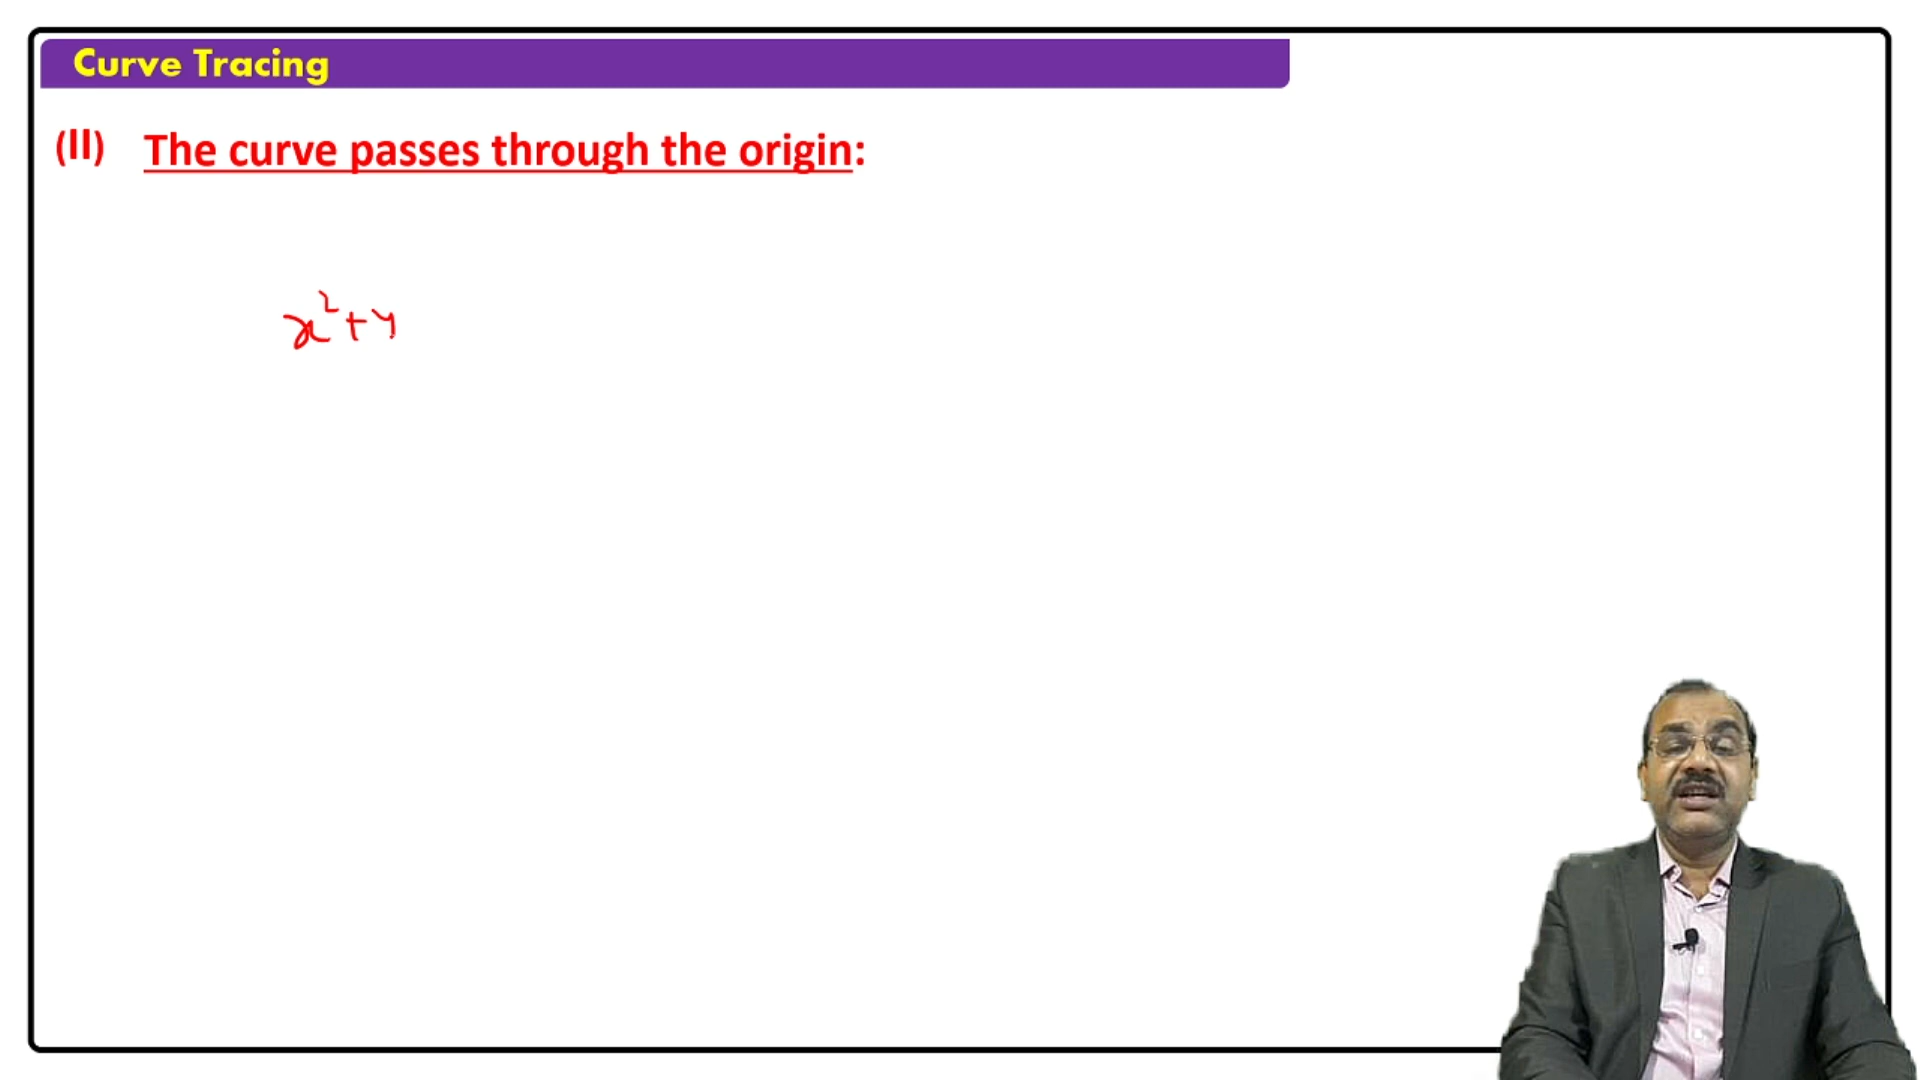 Curve Tracing
(II) The curve passes through the origin:
x² + y